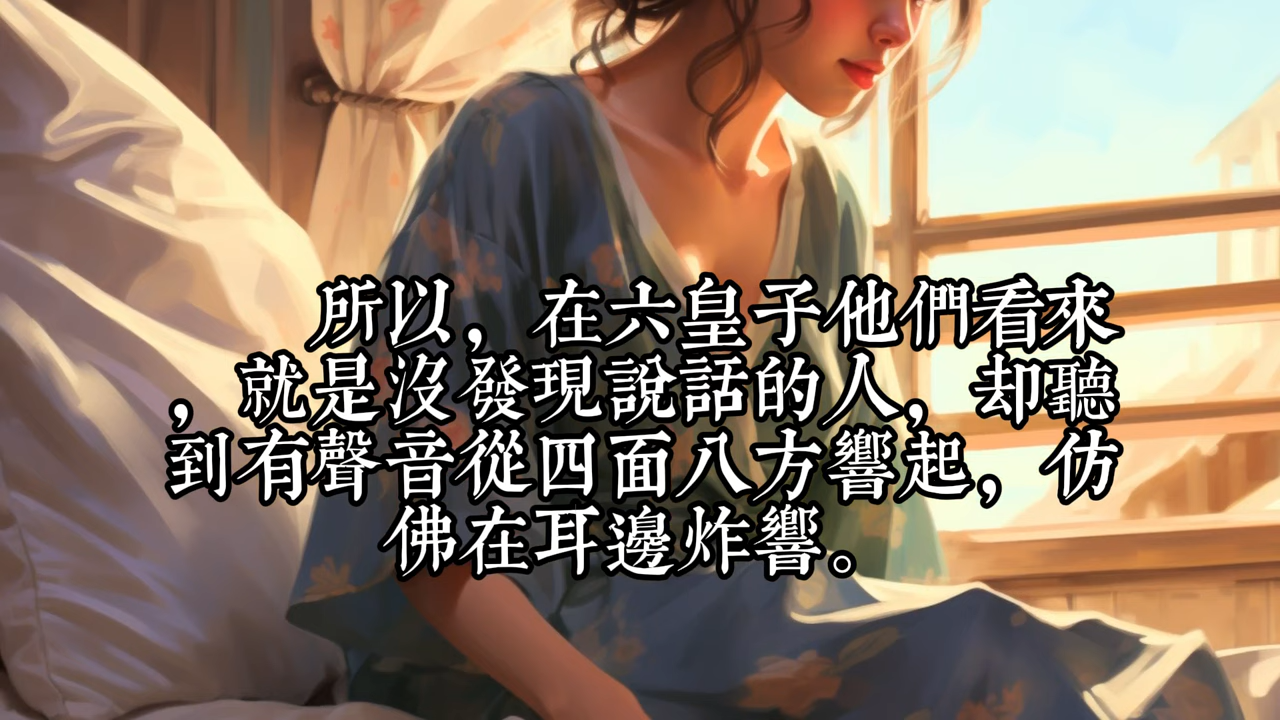 所以，在六皇子他們看來
，就是沒發現說話的人，却聽
到有聲音從四面八方響起，仿
佛在耳邊炸響。